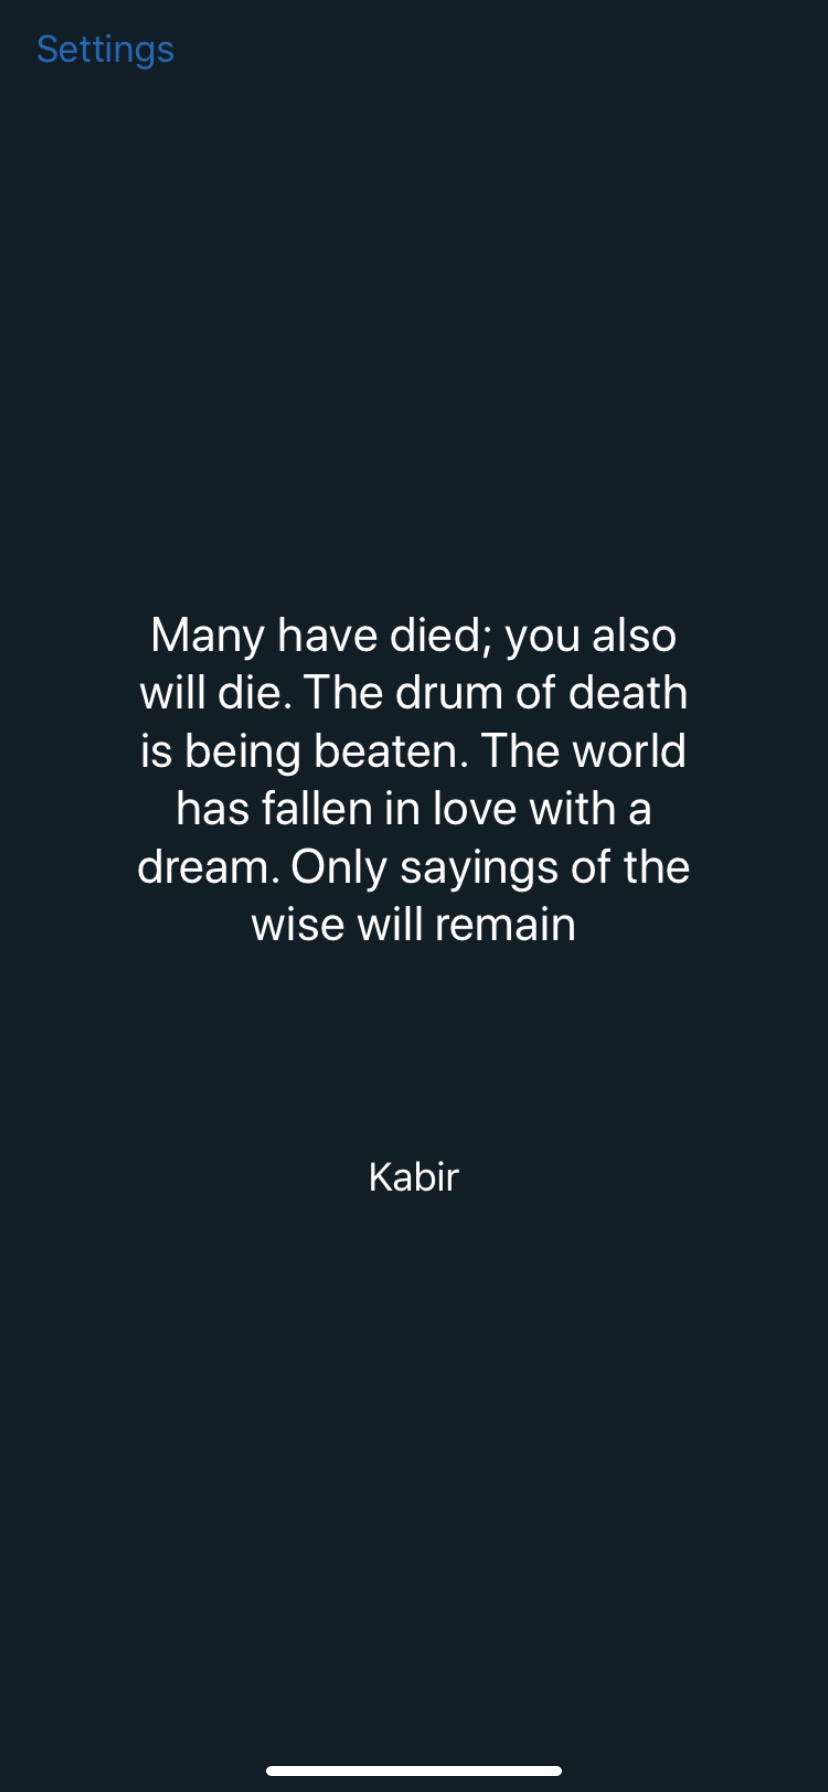 Settings
Many have died; you also
will die. The drum of death
is being beaten. The world
has fallen in love with a
dream. Only sayings of the
wise will remain
Kabir